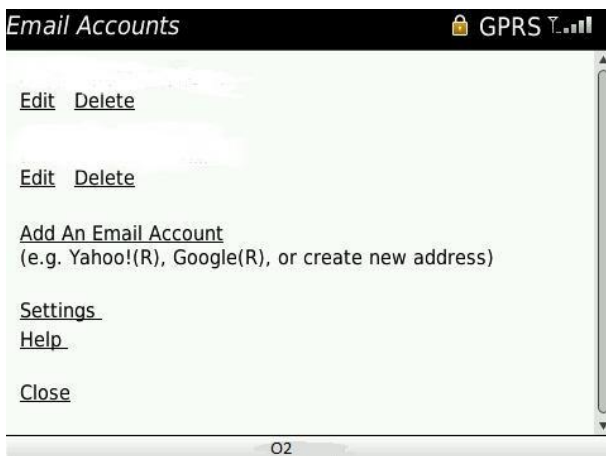 Email Accounts GPRS
Edit Delete
Edit Delete
Add An Email Account
(e.g. Yahoo!(R), Google(R), or create new address)
Settings
Help
Close
O2